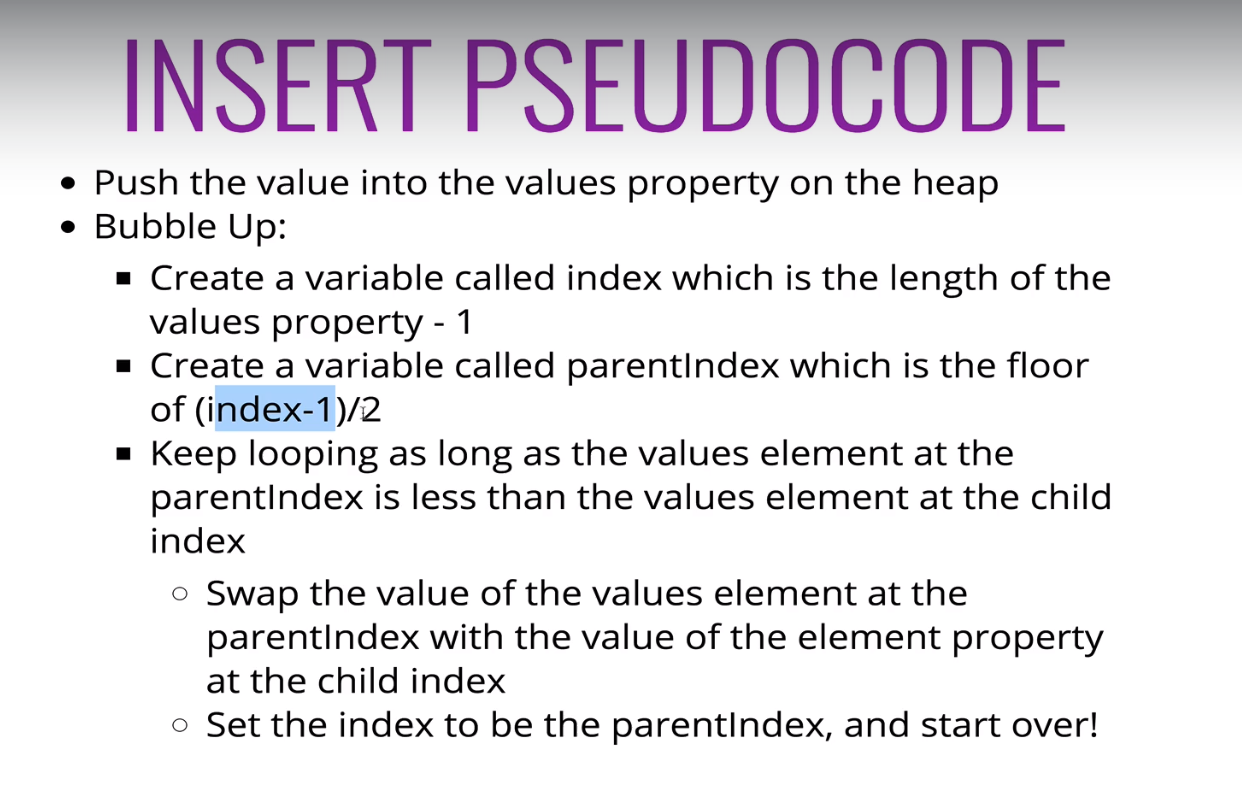 INSERT PSEUDOCODE
• Push the value into the values property on the heap
• Bubble Up:
▪ Create a variable called index which is the length of the
values property - 1
▪ Create a variable called parentIndex which is the floor
of (index-1)/2
▪ Keep looping as long as the values element at the
parentIndex is less than the values element at the child
index
○ Swap the value of the values element at the
parentIndex with the value of the element property
at the child index
○ Set the index to be the parentIndex, and start over!